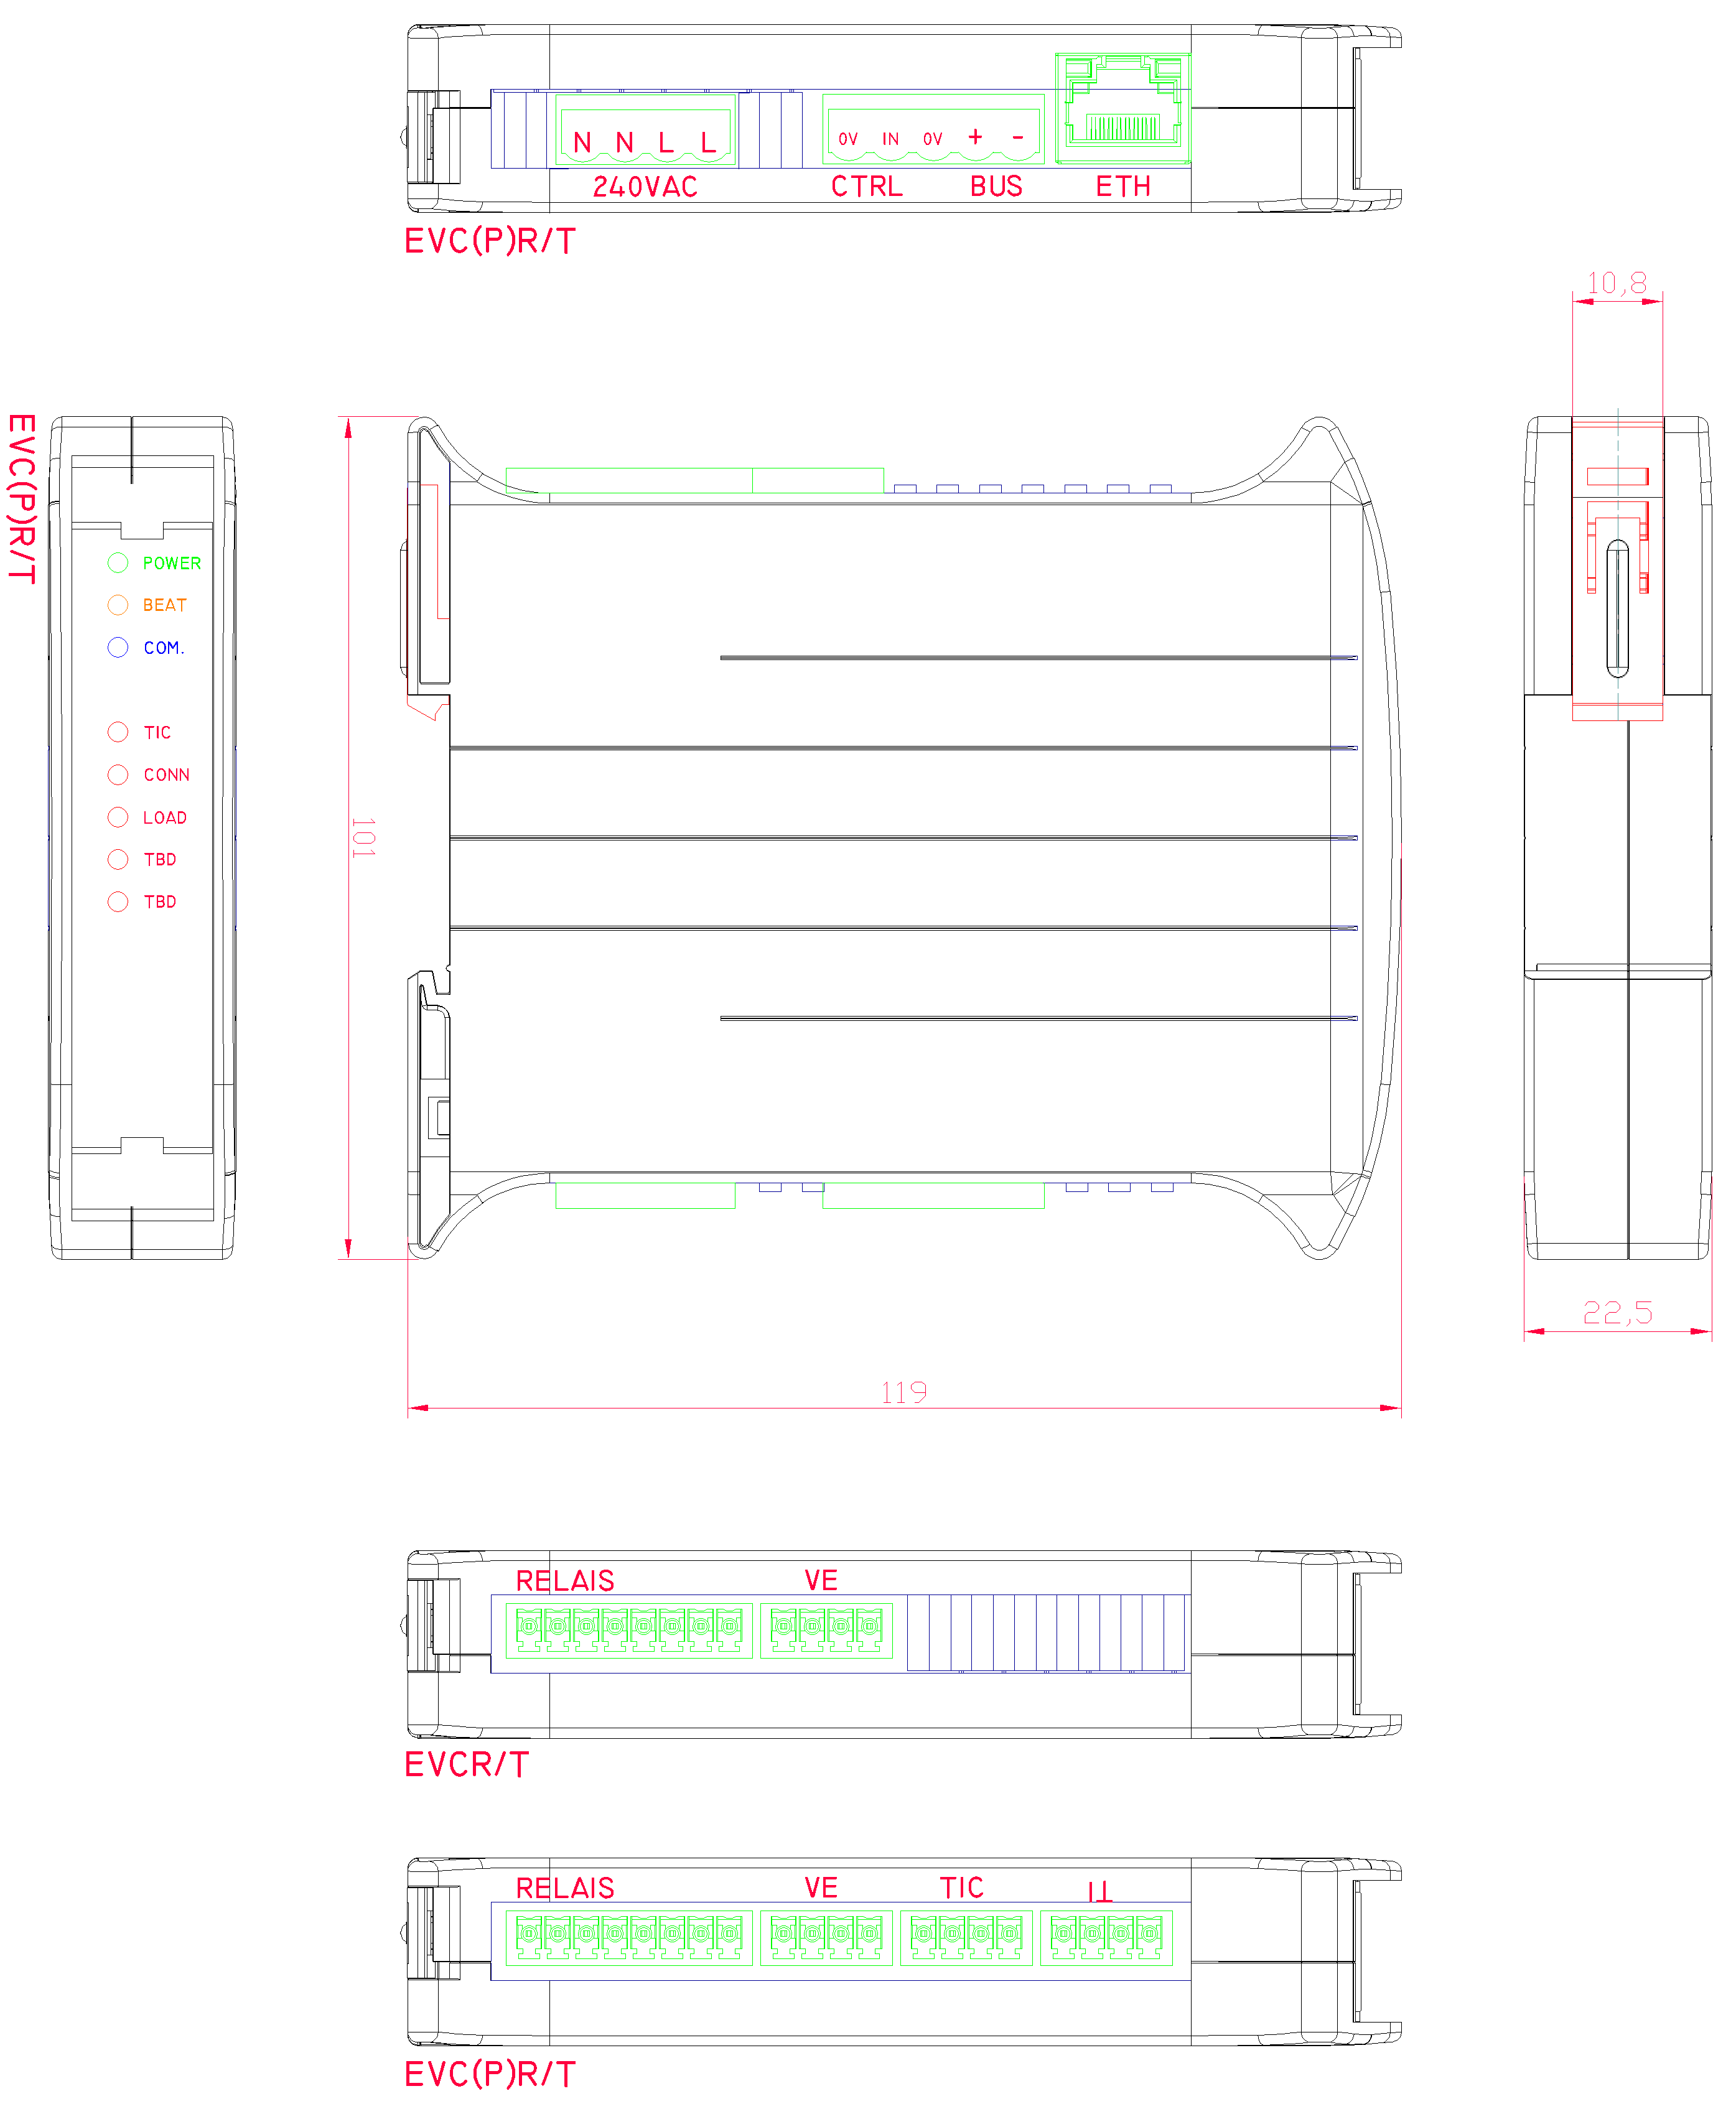 N N L L
0V IN 0V + -
240VAC CTRL BUS ETH
EVC(P)R/T
10,8
EVC(P)R/T
POWER
BEAT
COM.
TIC
CONN
LOAD
TBD
TBD
101
22,5
119
RELAIS VE
EVCR/T
RELAIS VE TIC IT
EVC(P)R/T